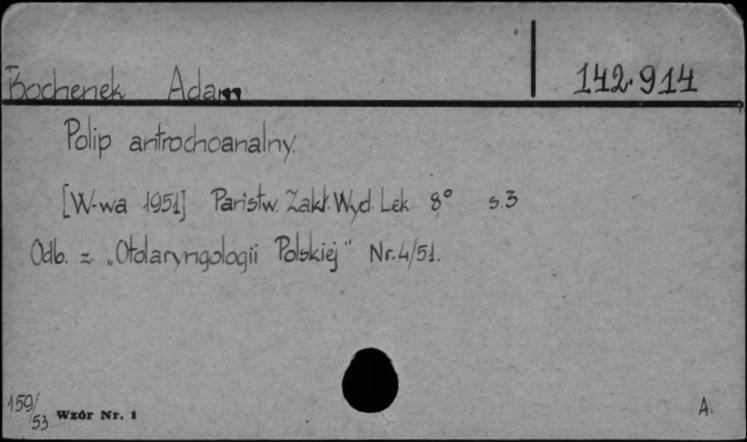 Bochenek Adam
142.914
Polip antrochoanalny.
[W-wa 1951] Państw. Zakł. Wyd. Lek. 8° s.3
Odb. z „Otolaryngologii Polskiej" Nr. 4/51.
159/53
Wzór Nr. 1
A.